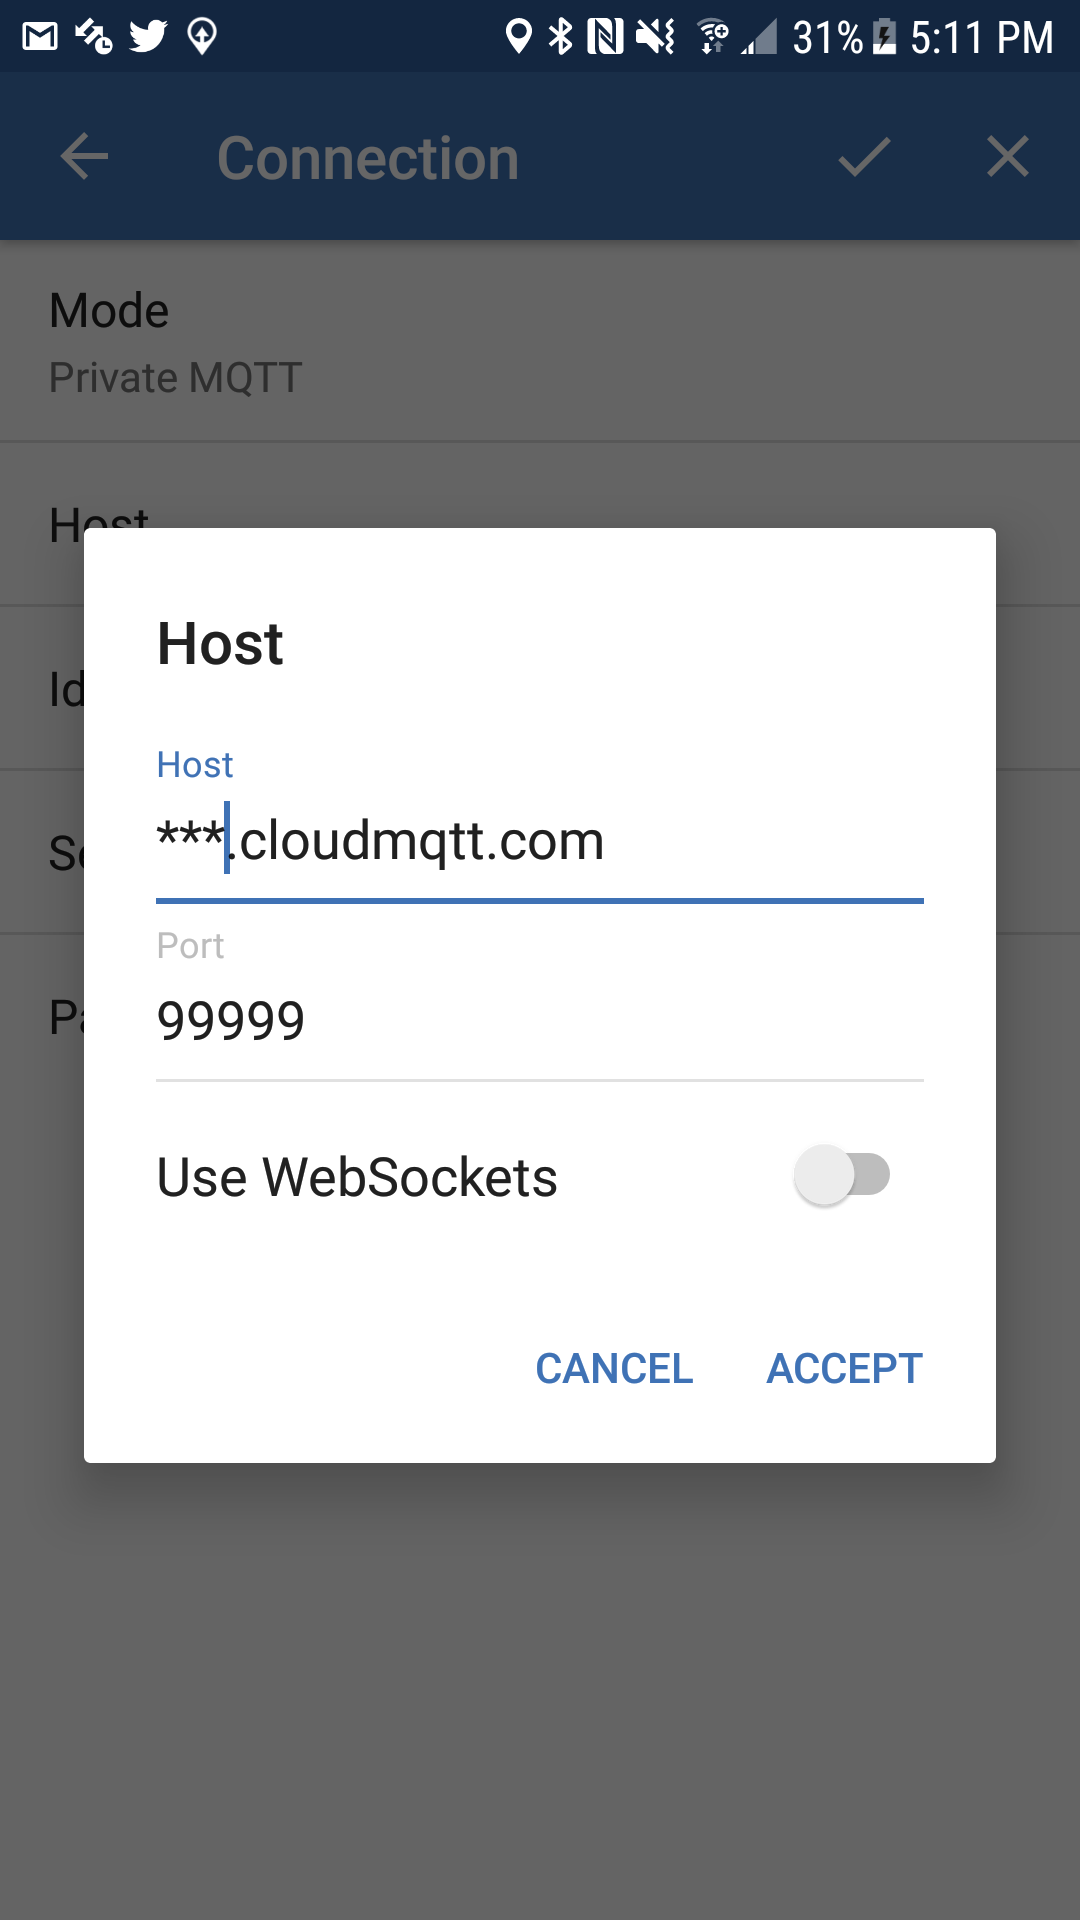 31% 5:11 PM
Connection
Mode
Private MQTT
Host
Host
Host
***.cloudmqtt.com
Port
99999
Use WebSockets
CANCEL ACCEPT